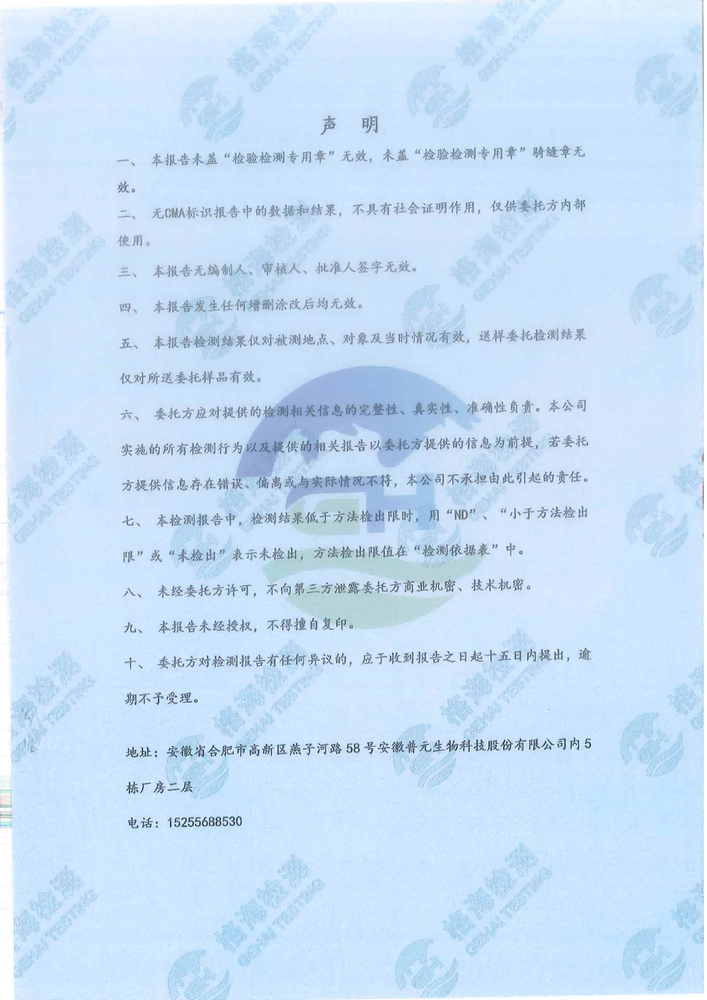 声 明
一、 本报告未盖“检验检测专用章”无效，未盖“检验检测专用章”骑缝章无
效。
二、 无CMA标识报告中的数据和结果，不具有社会证明作用，仅供委托方内部
使用。
三、 本报告无编制人、审核人、批准人签字无效。
四、 本报告发生任何增删涂改后均无效。
五、 本报告检测结果仅对被测地点、对象及当时情况有效，送样委托检测结果
仅对所送委托样品有效。
六、 委托方应对提供的检测相关信息的完整性、真实性、准确性负责。本公司
实施的所有检测行为以及提供的相关报告以委托方提供的信息为前提，若委托
方提供信息存在错误、偏离或与实际情况不符，本公司不承担由此引起的责任。
七、 本检测报告中，检测结果低于方法检出限时，用“ND”、“小于方法检出
限”或“未检出”表示未检出，方法检出限值在“检测依据表”中。
八、 未经委托方许可，不向第三方泄露委托方商业机密、技术机密。
九、 本报告未经授权，不得擅自复印。
十、 委托方对检测报告有任何异议的，应于收到报告之日起十五日内提出，逾
期不予受理。
地址：安徽省合肥市高新区燕子河路 58 号安徽普元生物科技股份有限公司内 5
栋厂房二层
电话：15255688530
格海检测
GEHAI TESTING